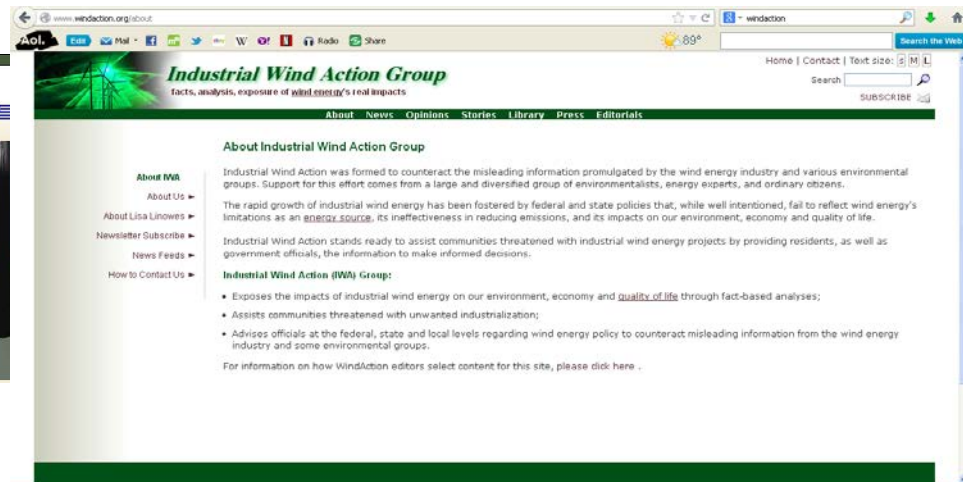 www.windaction.org/about
windaction
Aol. Edit Mail W O! Radio Share 89° Search the Web
Home | Contact | Text size: S M L
Industrial Wind Action Group
facts, analysis, exposure of wind energy's real impacts
Search
SUBSCRIBE
About News Opinions Stories Library Press Editorials
About Industrial Wind Action Group
About IWA
About Us ►
About Lisa Linowes ►
Newsletter Subscribe ►
News Feeds ►
How to Contact Us ►
Industrial Wind Action was formed to counteract the misleading information promulgated by the wind energy industry and various environmental
groups. Support for this effort comes from a large and diversified group of environmentalists, energy experts, and ordinary citizens.
The rapid growth of industrial wind energy has been fostered by federal and state policies that, while well intentioned, fail to reflect wind energy's
limitations as an energy source, its ineffectiveness in reducing emissions, and its impacts on our environment, economy and quality of life.
Industrial Wind Action stands ready to assist communities threatened with industrial wind energy projects by providing residents, as well as
government officials, the information to make informed decisions.
Industrial Wind Action (IWA) Group:
• Exposes the impacts of industrial wind energy on our environment, economy and quality of life through fact-based analyses;
• Assists communities threatened with unwanted industrialization;
• Advises officials at the federal, state and local levels regarding wind energy policy to counteract misleading information from the wind energy
industry and some environmental groups.
For information on how WindAction editors select content for this site, please click here .